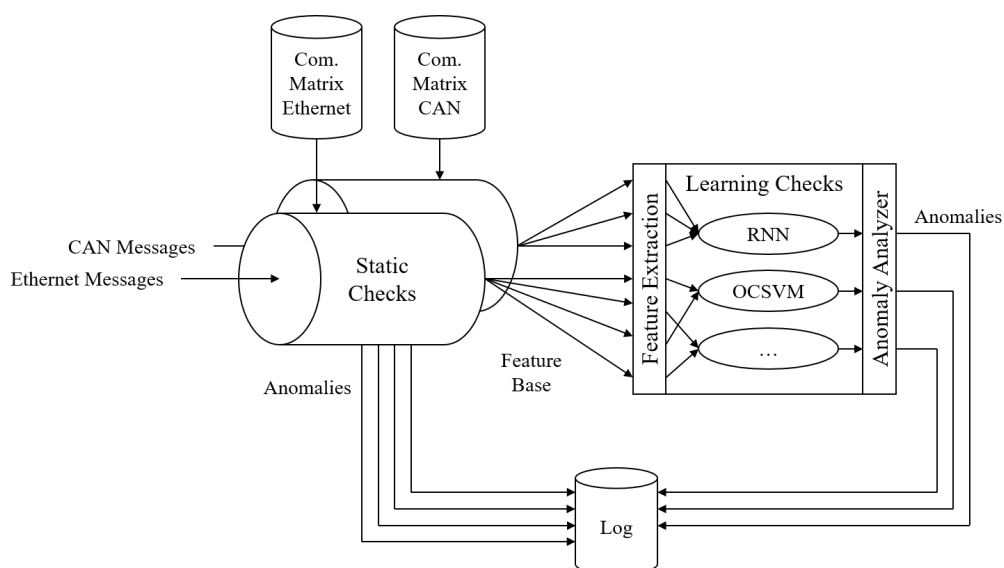 Com.
Matrix
Ethernet
Com.
Matrix
CAN
CAN Messages
Ethernet Messages
Static
Checks
Feature
Base
Anomalies
Feature Extraction
Learning Checks
RNN
OCSVM
...
Anomaly Analyzer
Anomalies
Log